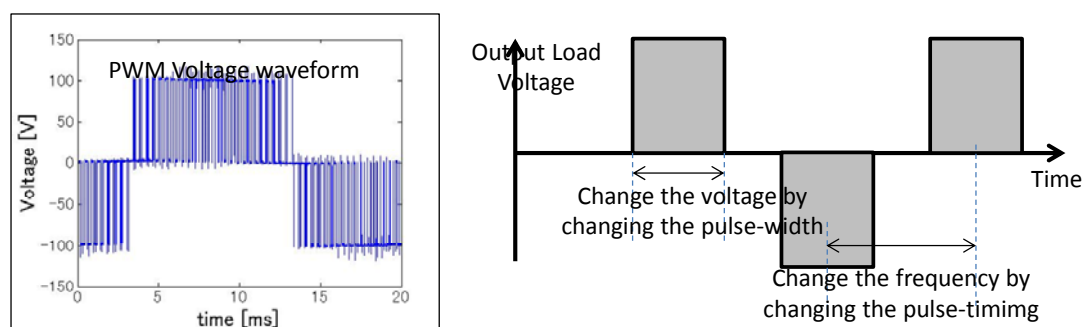 PWM Voltage waveform
Voltage [V]
150
100
50
0
−50
−100
−150
0
5
10
15
20
time [ms]
Output Load
Voltage
Time
Change the voltage by
changing the pulse-width
Change the frequency by
changing the pulse-timimg